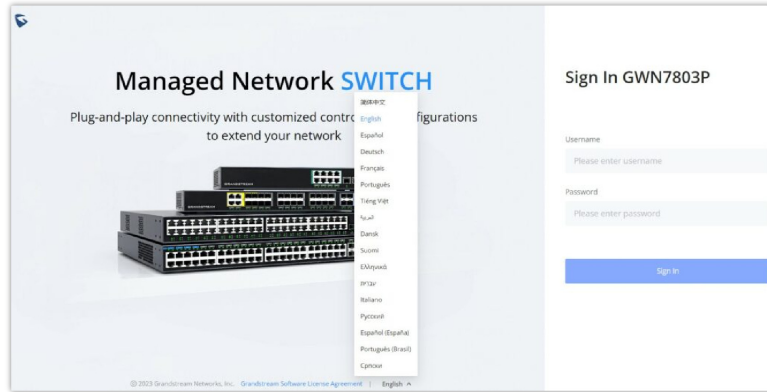 Managed Network SWITCH
Plug-and-play connectivity with customized contro figurations
to extend your network
简体中文
English
Español
Deutsch
Français
Português
Tiếng Việt
العربية
Dansk
Suomi
Ελληνικά
עברית
Italiano
Русский
Español (España)
Português (Brasil)
Српски
© 2023 Grandstream Networks, Inc. Grandstream Software License Agreement | English
Sign In GWN7803P
Username
Please enter username
Password
Please enter password
Sign In